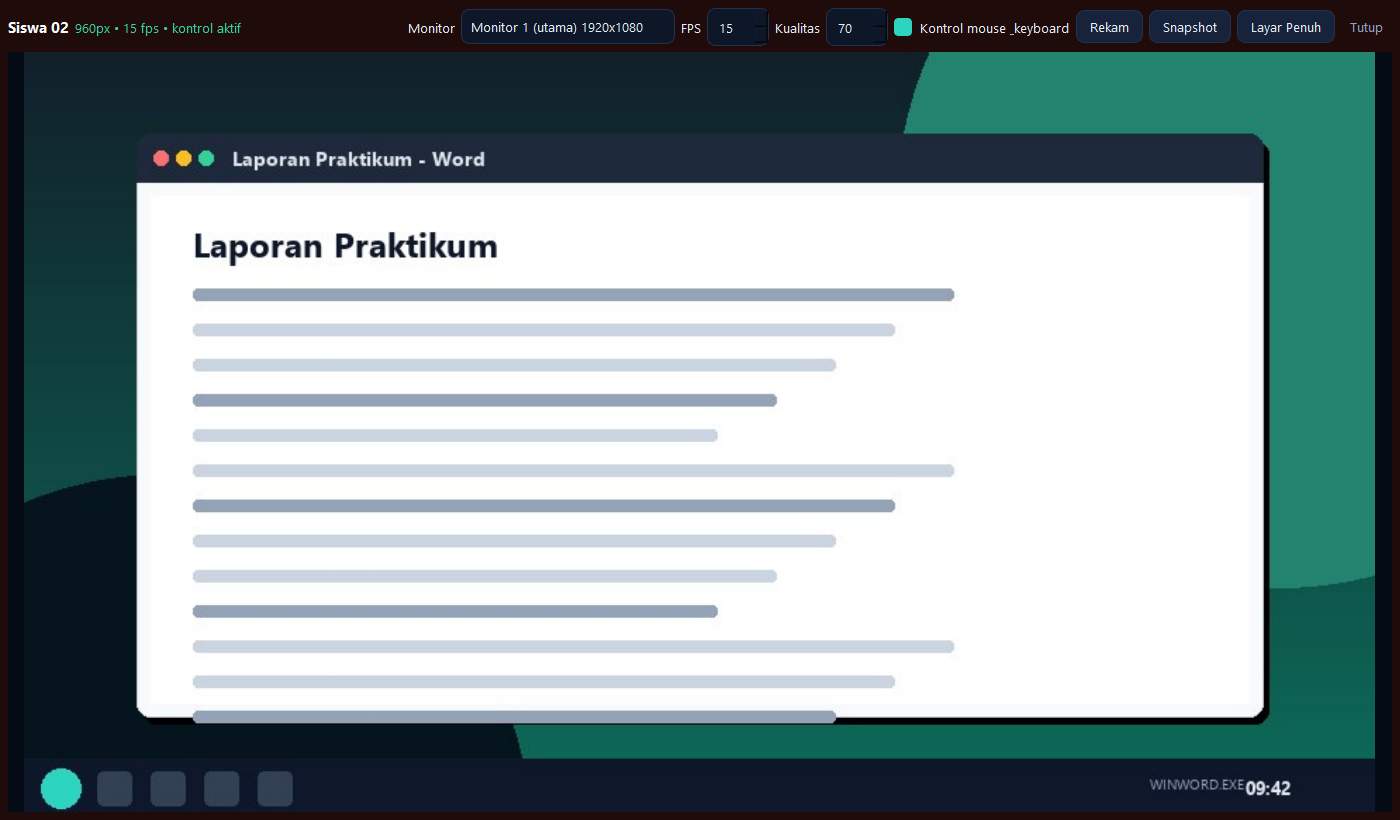 Siswa 02 960px • 15 fps • kontrol aktif Monitor Monitor 1 (utama) 1920x1080 FPS 15 Kualitas 70 Kontrol mouse _keyboard Rekam Snapshot Layar Penuh Tutup
Laporan Praktikum - Word
Laporan Praktikum
WINWORD.EXE 09:42